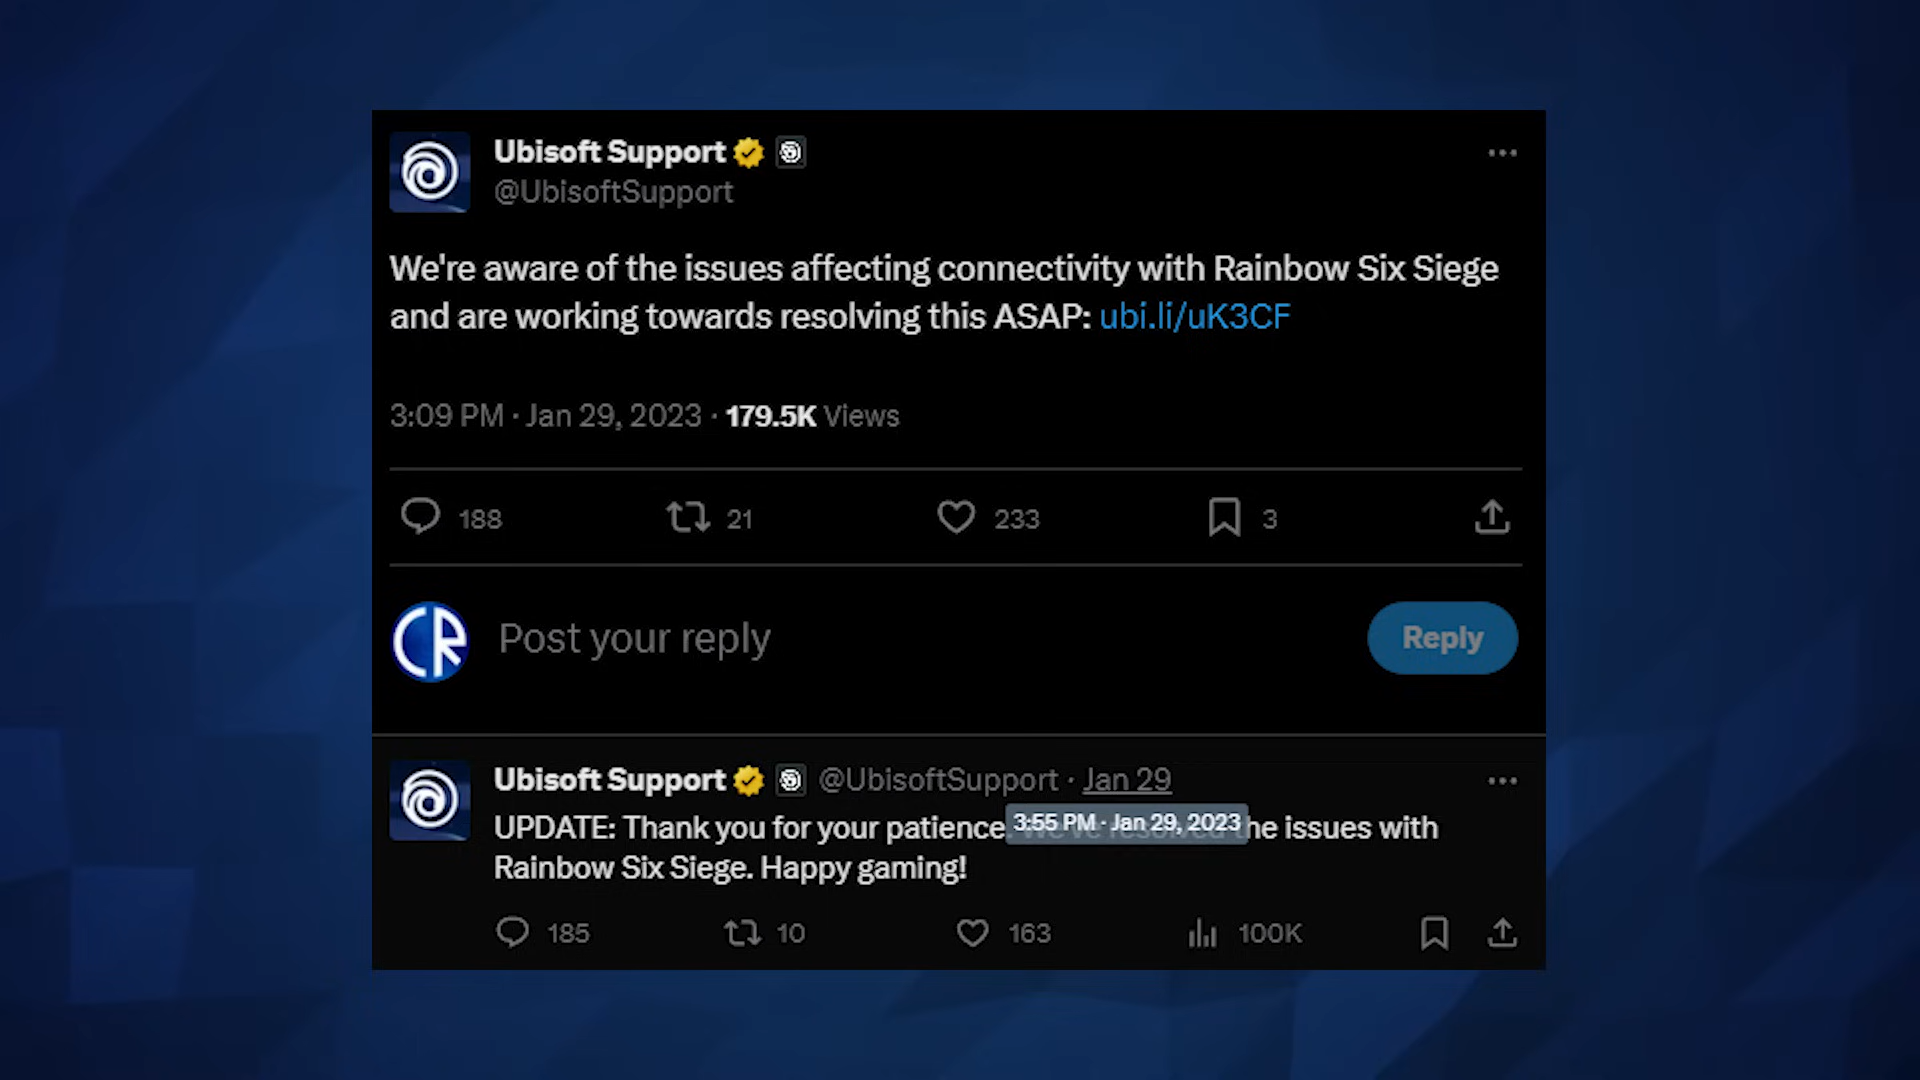 Ubisoft Support
@UbisoftSupport
We're aware of the issues affecting connectivity with Rainbow Six Siege
and are working towards resolving this ASAP: ubi.li/uK3CF
3:09 PM · Jan 29, 2023 · 179.5K Views
188 21 233 3
CR Post your reply Reply
Ubisoft Support @UbisoftSupport · Jan 29
UPDATE: Thank you for your patience. 3:55 PM · Jan 29, 2023 he issues with
Rainbow Six Siege. Happy gaming!
185 10 163 100K